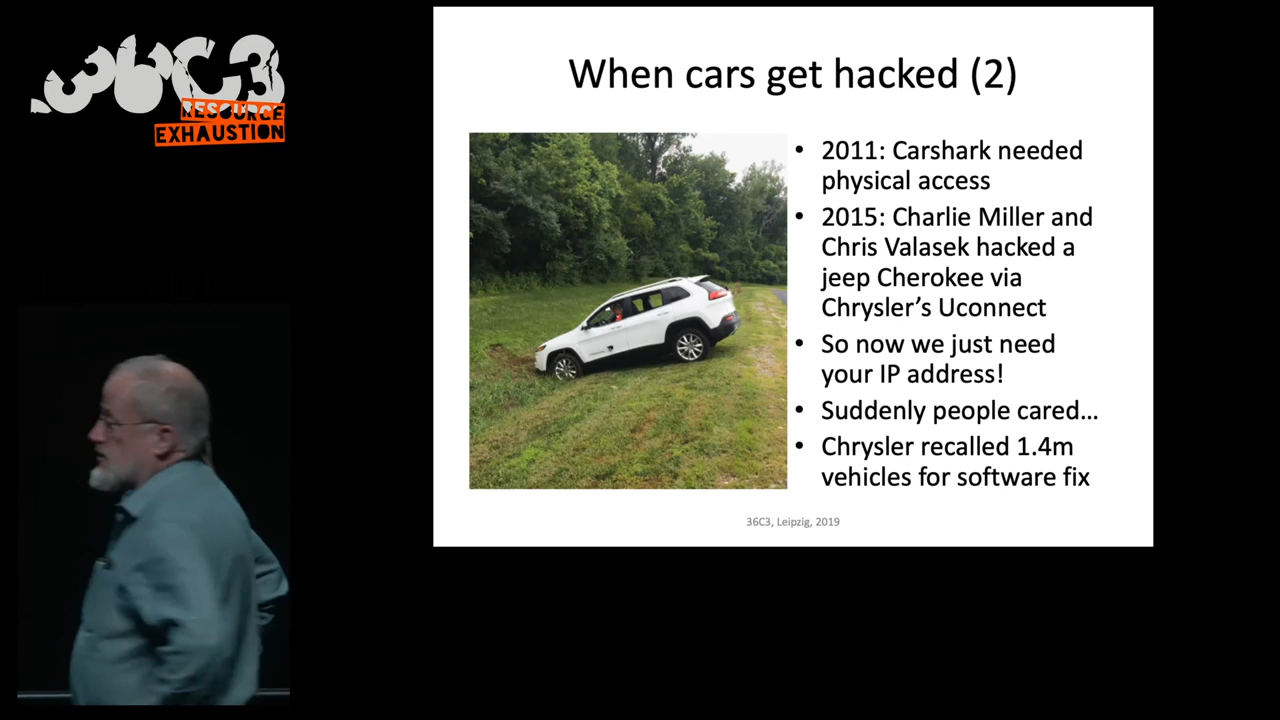 36C3
RESOURCE
EXHAUSTION
When cars get hacked (2)
• 2011: Carshark needed
physical access
• 2015: Charlie Miller and
Chris Valasek hacked a
jeep Cherokee via
Chrysler’s Uconnect
• So now we just need
your IP address!
• Suddenly people cared…
• Chrysler recalled 1.4m
vehicles for software fix
36C3, Leipzig, 2019